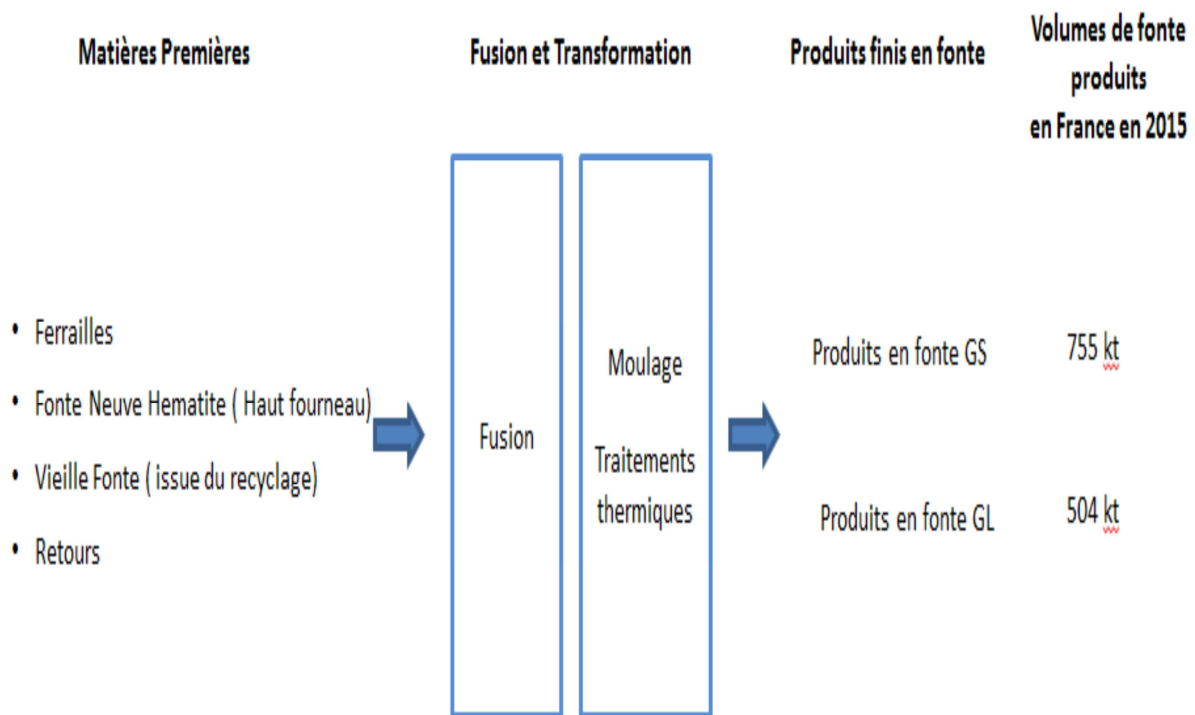 Matières Premières
Fusion et Transformation
Produits finis en fonte
Volumes de fonte
produits
en France en 2015
• Ferrailles
• Fonte Neuve Hematite ( Haut fourneau)
• Vieille Fonte ( issue du recyclage)
• Retours
Fusion
Moulage
Traitements
thermiques
Produits en fonte GS
755 kt
Produits en fonte GL
504 kt